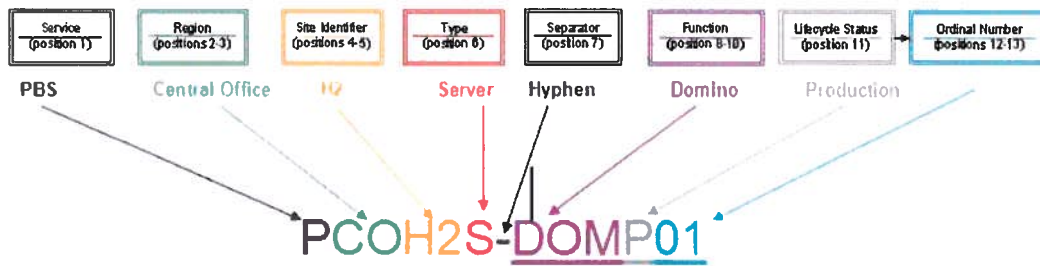 Service
(position 1)
Region
(positions 2-3)
Site Identifier
(positions 4-5)
Type
(position 6)
Separator
(position 7)
Function
(position 8-10)
Lifecycle Status
(position 11)
Ordinal Number
(positions 12-13)
PBS
Central Office
H2
Server
Hyphen
Domino
Production
PCOH2S-DOMP01